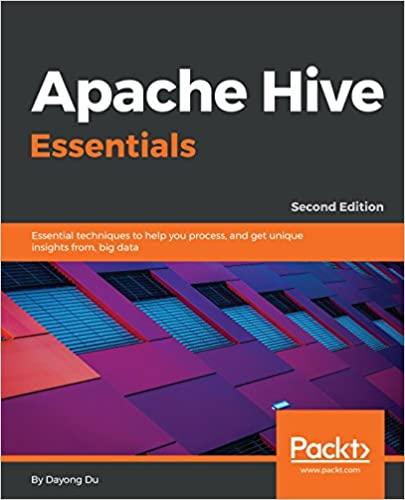 Apache Hive
Essentials
Second Edition
Essential techniques to help you process, and get unique
insights from, big data
By Dayong Du
Packt>
www.packt.com